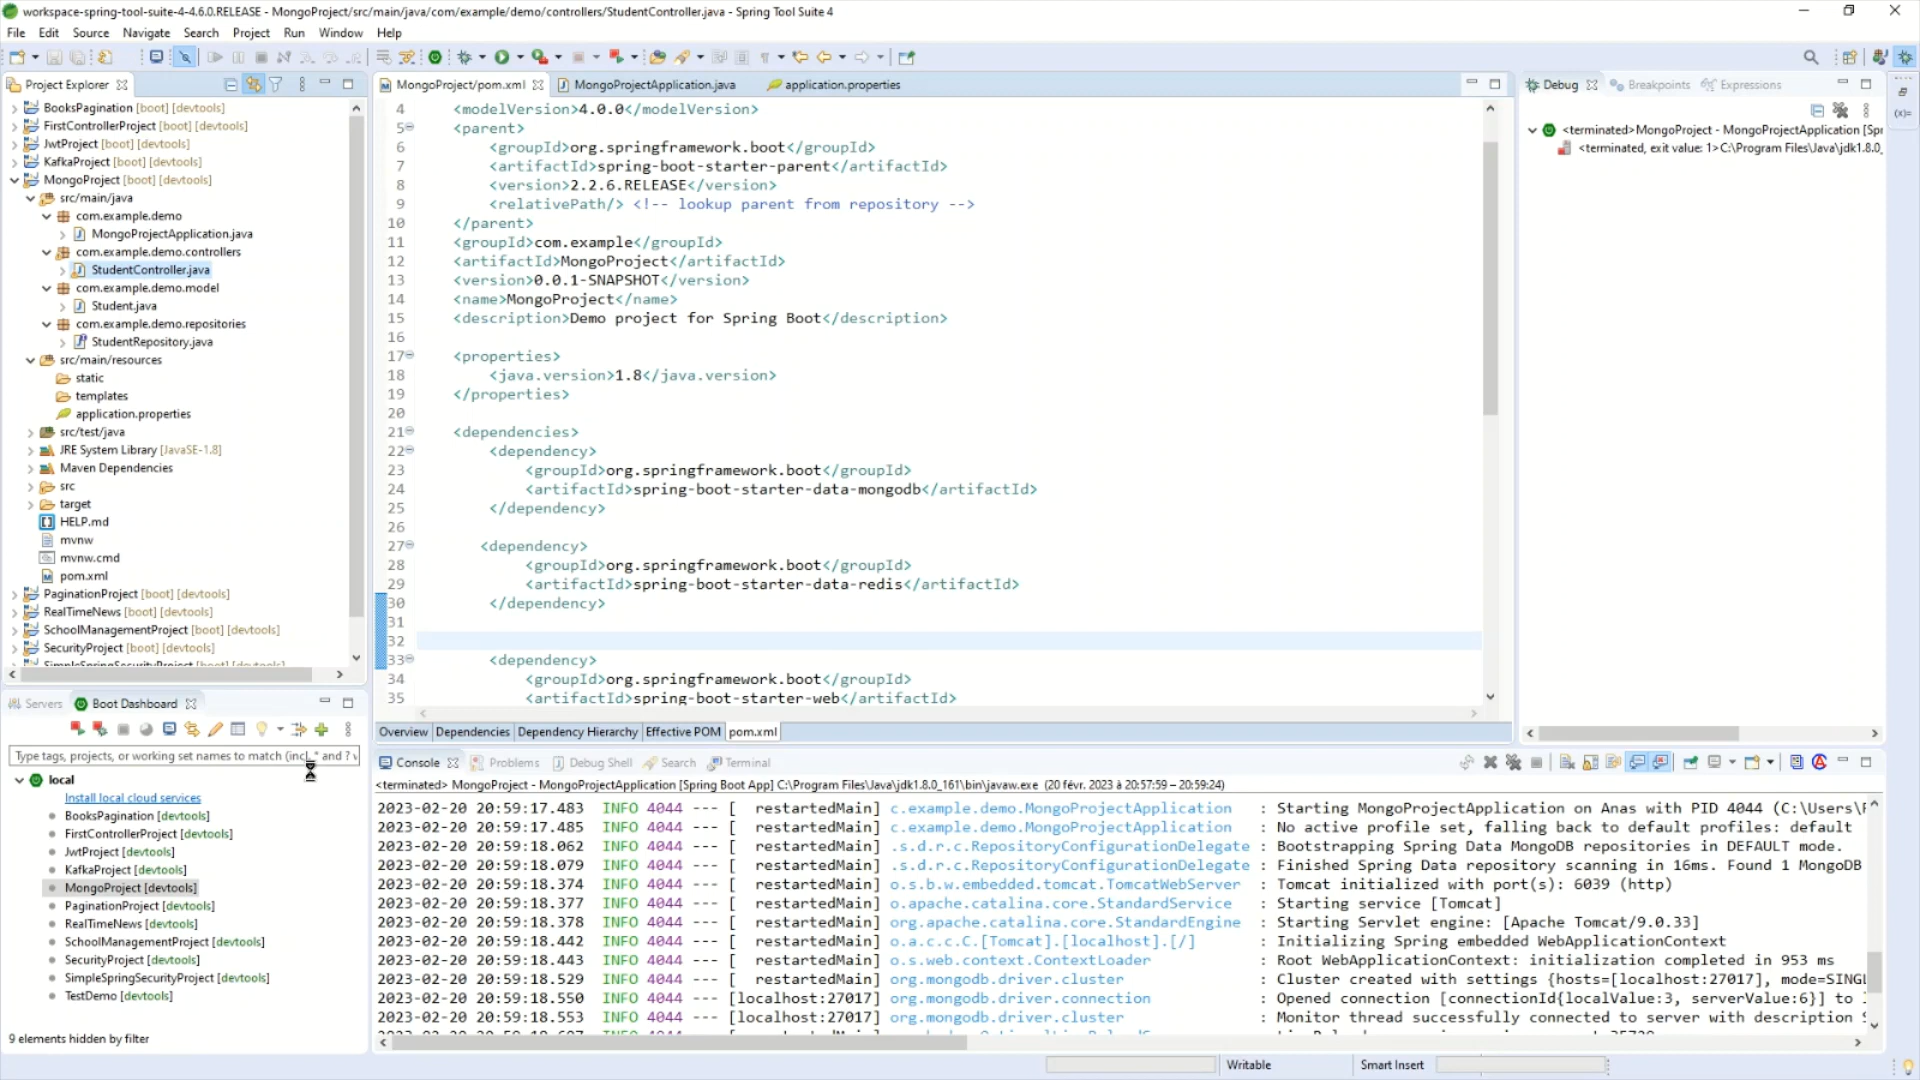 workspace-spring-tool-suite-4-4.6.0.RELEASE - MongoProject/src/main/java/com/example/demo/controllers/StudentController.java - Spring Tool Suite 4
File Edit Source Navigate Search Project Run Window Help
Project Explorer
BooksPagination [boot] [devtools]
FirstControllerProject [boot] [devtools]
JwtProject [boot] [devtools]
KafkaProject [boot] [devtools]
MongoProject [boot] [devtools]
src/main/java
com.example.demo
MongoProjectApplication.java
com.example.demo.controllers
StudentController.java
com.example.demo.model
Student.java
com.example.demo.repositories
StudentRepository.java
src/main/resources
static
templates
application.properties
src/test/java
JRE System Library [JavaSE-1.8]
Maven Dependencies
src
target
HELP.md
mvnw
mvnw.cmd
pom.xml
PaginationProject [boot] [devtools]
RealTimeNews [boot] [devtools]
SchoolManagementProject [boot] [devtools]
SecurityProject [boot] [devtools]
SimpleSpringSecurityProject [boot] [devtools]
MongoProject/pom.xml MongoProjectApplication.java application.properties
4 <modelVersion>4.0.0</modelVersion>
5 <parent>
6 <groupId>org.springframework.boot</groupId>
7 <artifactId>spring-boot-starter-parent</artifactId>
8 <version>2.2.6.RELEASE</version>
9 <relativePath/> <!-- lookup parent from repository -->
10 </parent>
11 <groupId>com.example</groupId>
12 <artifactId>MongoProject</artifactId>
13 <version>0.0.1-SNAPSHOT</version>
14 <name>MongoProject</name>
15 <description>Demo project for Spring Boot</description>
16
17 <properties>
18 <java.version>1.8</java.version>
19 </properties>
20
21 <dependencies>
22 <dependency>
23 <groupId>org.springframework.boot</groupId>
24 <artifactId>spring-boot-starter-data-mongodb</artifactId>
25 </dependency>
26
27 <dependency>
28 <groupId>org.springframework.boot</groupId>
29 <artifactId>spring-boot-starter-data-redis</artifactId>
30 </dependency>
31
32
33 <dependency>
34 <groupId>org.springframework.boot</groupId>
35 <artifactId>spring-boot-starter-web</artifactId>
Overview Dependencies Dependency Hierarchy Effective POM pom.xml
Debug Breakpoints Expressions
(x)=
<terminated>MongoProject - MongoProjectApplication [Spr
<terminated, exit value: 1>C:\Program Files\Java\jdk1.8.0_
Servers Boot Dashboard
Type tags, projects, or working set names to match (incl. * and ? v
local
Install local cloud services
BooksPagination [devtools]
FirstControllerProject [devtools]
JwtProject [devtools]
KafkaProject [devtools]
MongoProject [devtools]
PaginationProject [devtools]
RealTimeNews [devtools]
SchoolManagementProject [devtools]
SecurityProject [devtools]
SimpleSpringSecurityProject [devtools]
TestDemo [devtools]
9 elements hidden by filter
Console Problems Debug Shell Search Terminal
<terminated> MongoProject - MongoProjectApplication [Spring Boot App] C:\Program Files\Java\jdk1.8.0_161\bin\javaw.exe (20 févr. 2023 à 20:57:59 – 20:59:24)
2023-02-20 20:59:17.483 INFO 4044 --- [ restartedMain] c.example.demo.MongoProjectApplication : Starting MongoProjectApplication on Anas with PID 4044 (C:\Users\
2023-02-20 20:59:17.485 INFO 4044 --- [ restartedMain] c.example.demo.MongoProjectApplication : No active profile set, falling back to default profiles: default
2023-02-20 20:59:18.062 INFO 4044 --- [ restartedMain] .s.d.r.c.RepositoryConfigurationDelegate : Bootstrapping Spring Data MongoDB repositories in DEFAULT mode.
2023-02-20 20:59:18.079 INFO 4044 --- [ restartedMain] .s.d.r.c.RepositoryConfigurationDelegate : Finished Spring Data repository scanning in 16ms. Found 1 MongoDB
2023-02-20 20:59:18.374 INFO 4044 --- [ restartedMain] o.s.b.w.embedded.tomcat.TomcatWebServer : Tomcat initialized with port(s): 6039 (http)
2023-02-20 20:59:18.377 INFO 4044 --- [ restartedMain] o.apache.catalina.core.StandardService : Starting service [Tomcat]
2023-02-20 20:59:18.378 INFO 4044 --- [ restartedMain] org.apache.catalina.core.StandardEngine : Starting Servlet engine: [Apache Tomcat/9.0.33]
2023-02-20 20:59:18.442 INFO 4044 --- [ restartedMain] o.a.c.c.C.[Tomcat].[localhost].[/] : Initializing Spring embedded WebApplicationContext
2023-02-20 20:59:18.443 INFO 4044 --- [ restartedMain] o.s.web.context.ContextLoader : Root WebApplicationContext: initialization completed in 953 ms
2023-02-20 20:59:18.529 INFO 4044 --- [ restartedMain] org.mongodb.driver.cluster : Cluster created with settings {hosts=[localhost:27017], mode=SINGL
2023-02-20 20:59:18.550 INFO 4044 --- [localhost:27017] org.mongodb.driver.connection : Opened connection [connectionId{localValue:3, serverValue:6}] to
2023-02-20 20:59:18.553 INFO 4044 --- [localhost:27017] org.mongodb.driver.cluster : Monitor thread successfully connected to server with description
Writable Smart Insert